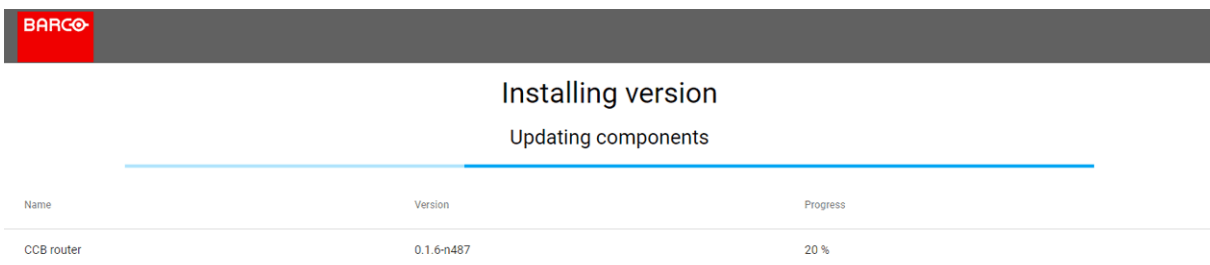 BARCO
Installing version
Updating components
Name Version Progress
CCB router 0.1.6-n487 20 %